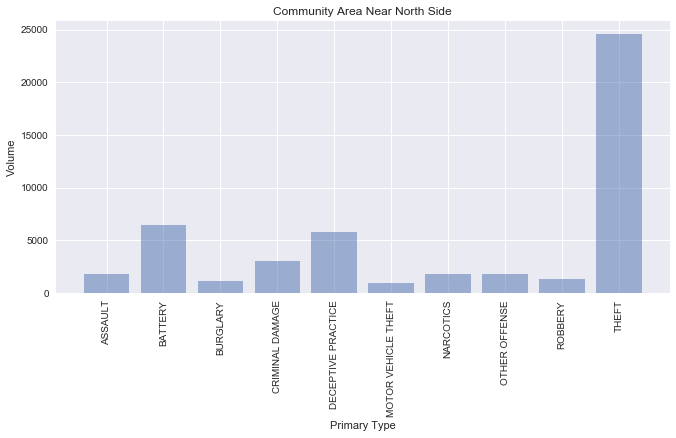 Community Area Near North Side
Volume
25000
20000
15000
10000
5000
0
ASSAULT
BATTERY
BURGLARY
CRIMINAL DAMAGE
DECEPTIVE PRACTICE
MOTOR VEHICLE THEFT
NARCOTICS
OTHER OFFENSE
ROBBERY
THEFT
Primary Type